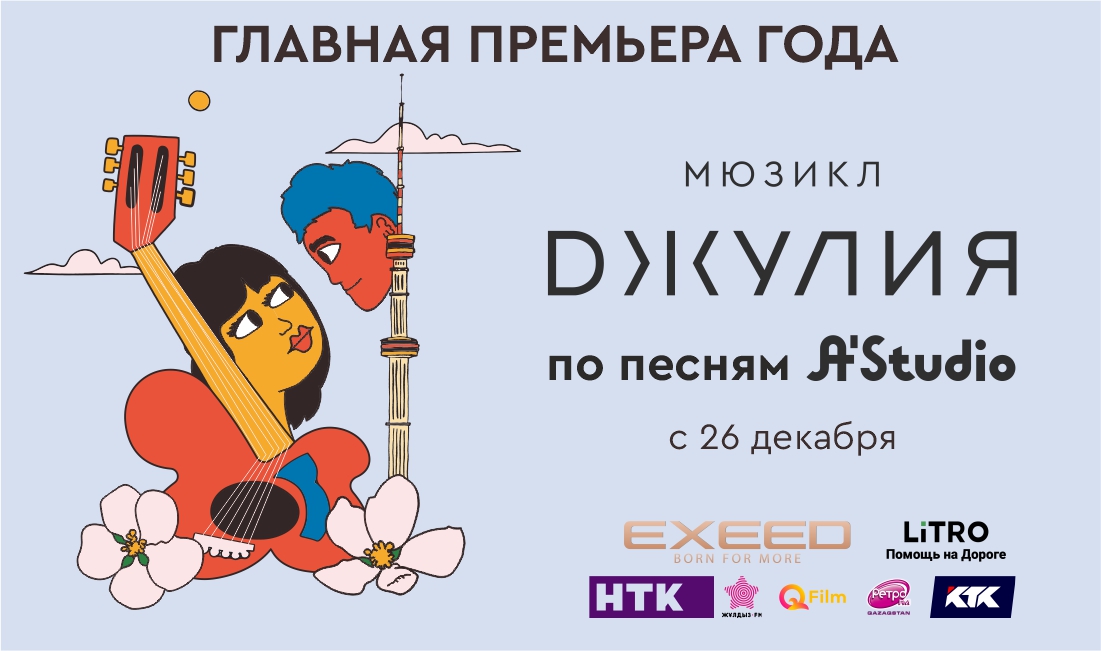 ГЛАВНАЯ ПРЕМЬЕРА ГОДА
МЮЗИКЛ
DЖУЛИЯ
по песням A'Studio
с 26 декабря
EXEED
BORN FOR MORE
LiTRO
Помощь на Дороге
НТК
ЖҰЛДЫЗ·FM
Q Film
Ретро FM
QAZAQSTAN
КТК